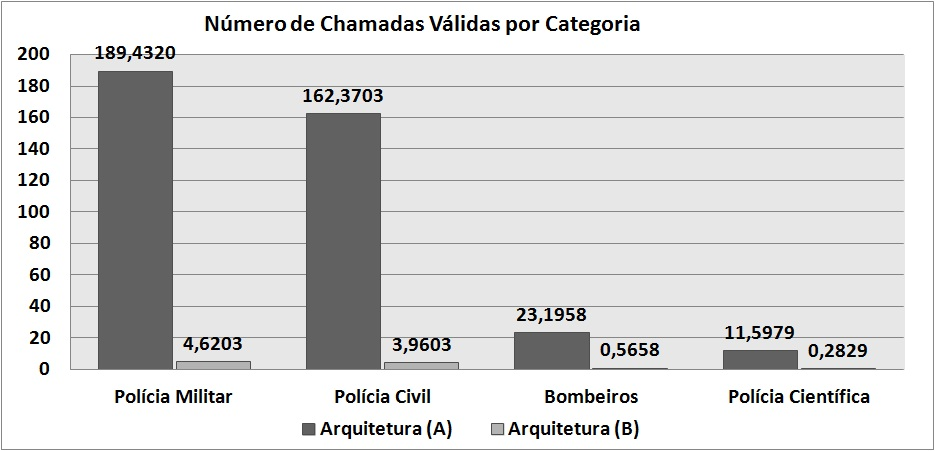 Número de Chamadas Válidas por Categoria
200
180
160
140
120
100
80
60
40
20
0
189,4320
4,6203
162,3703
3,9603
23,1958
0,5658
11,5979
0,2829
Polícia Militar
Polícia Civil
Bombeiros
Polícia Científica
Arquitetura (A)
Arquitetura (B)